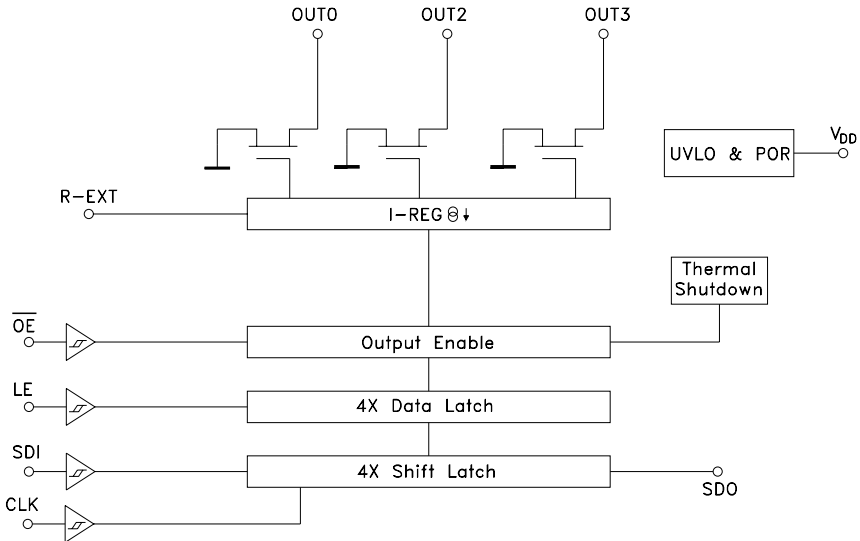 OUT0
OUT2
OUT3
UVLO & POR
VDD
R-EXT
I-REG
Thermal
Shutdown
OE
Output Enable
LE
4X Data Latch
SDI
4X Shift Latch
SDO
CLK